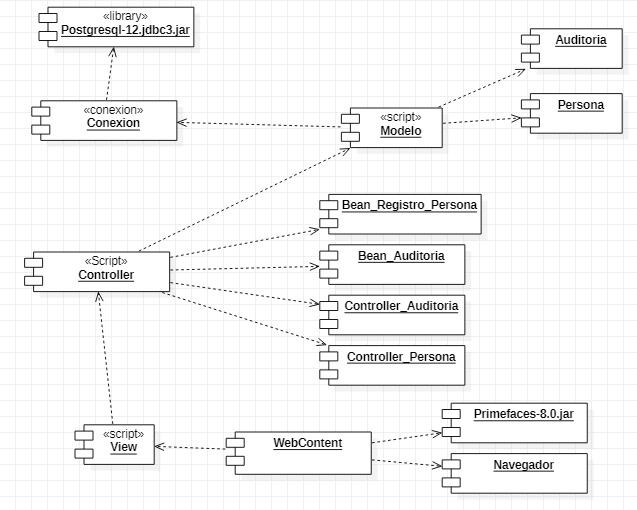 «library»
Postgresql-12.jdbc3.jar
Auditoria
«conexion»
Conexion
«script»
Modelo
Persona
Bean_Registro_Persona
«Script»
Controller
Bean_Auditoria
Controller_Auditoria
Controller_Persona
«script»
View
WebContent
Primefaces-8.0.jar
Navegador